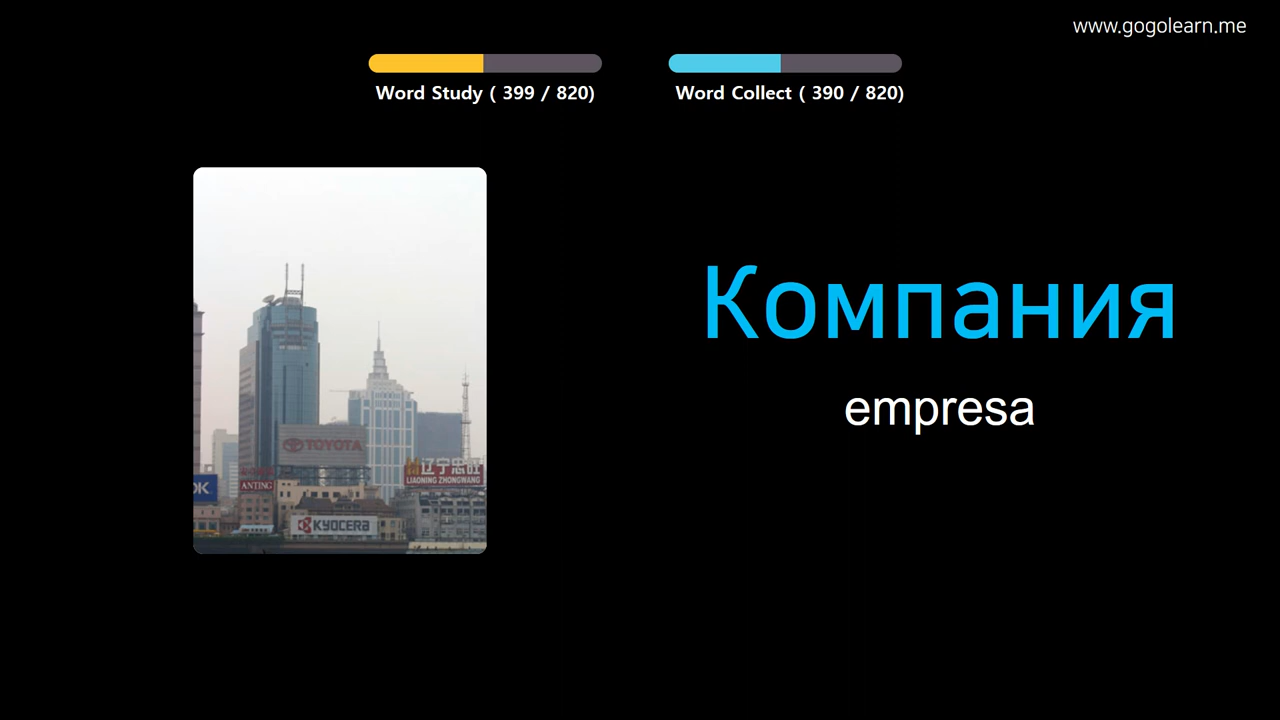 www.gogolearn.me
Word Study ( 399 / 820)
Word Collect ( 390 / 820)
Компания
empresa
TOYOTA
辽宁忠旺
LIAONING ZHONGWANG
ANTING
OK
KYOCERA